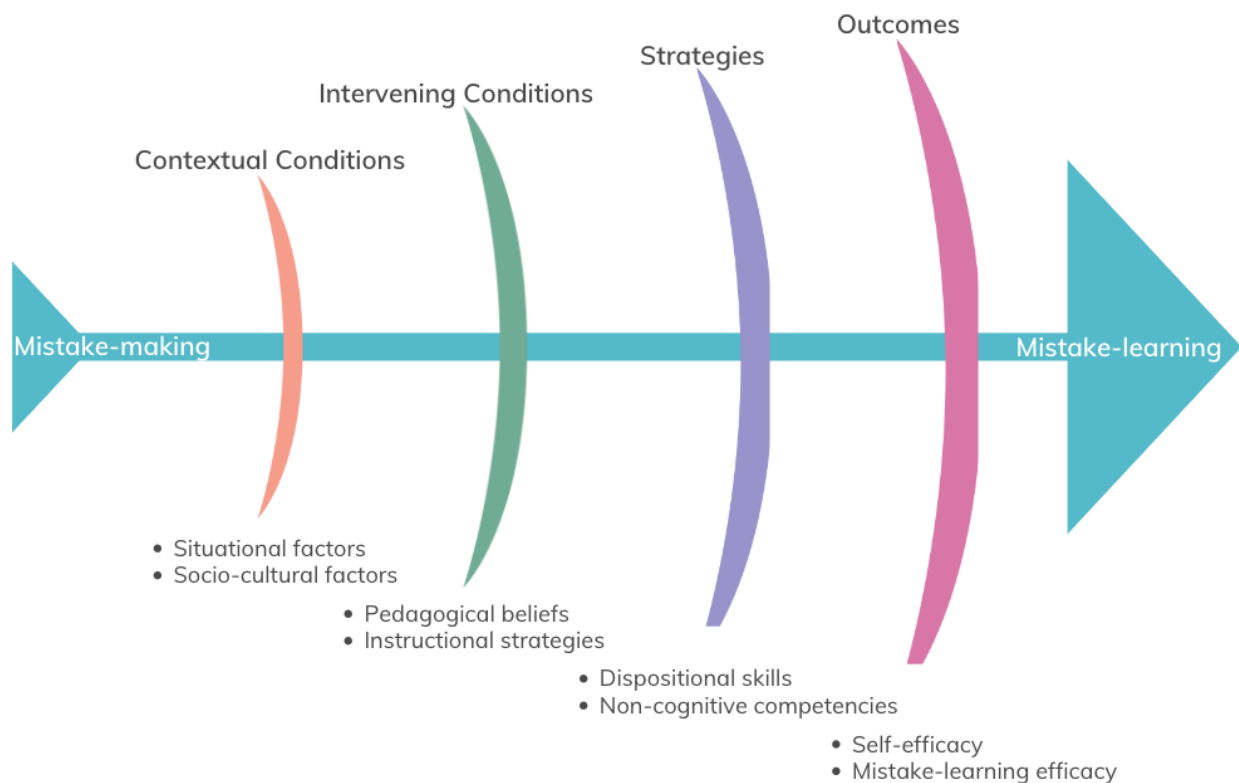 Outcomes
Strategies
Intervening Conditions
Contextual Conditions
Mistake-making
Mistake-learning
• Situational factors
• Socio-cultural factors
• Pedagogical beliefs
• Instructional strategies
• Dispositional skills
• Non-cognitive competencies
• Self-efficacy
• Mistake-learning efficacy